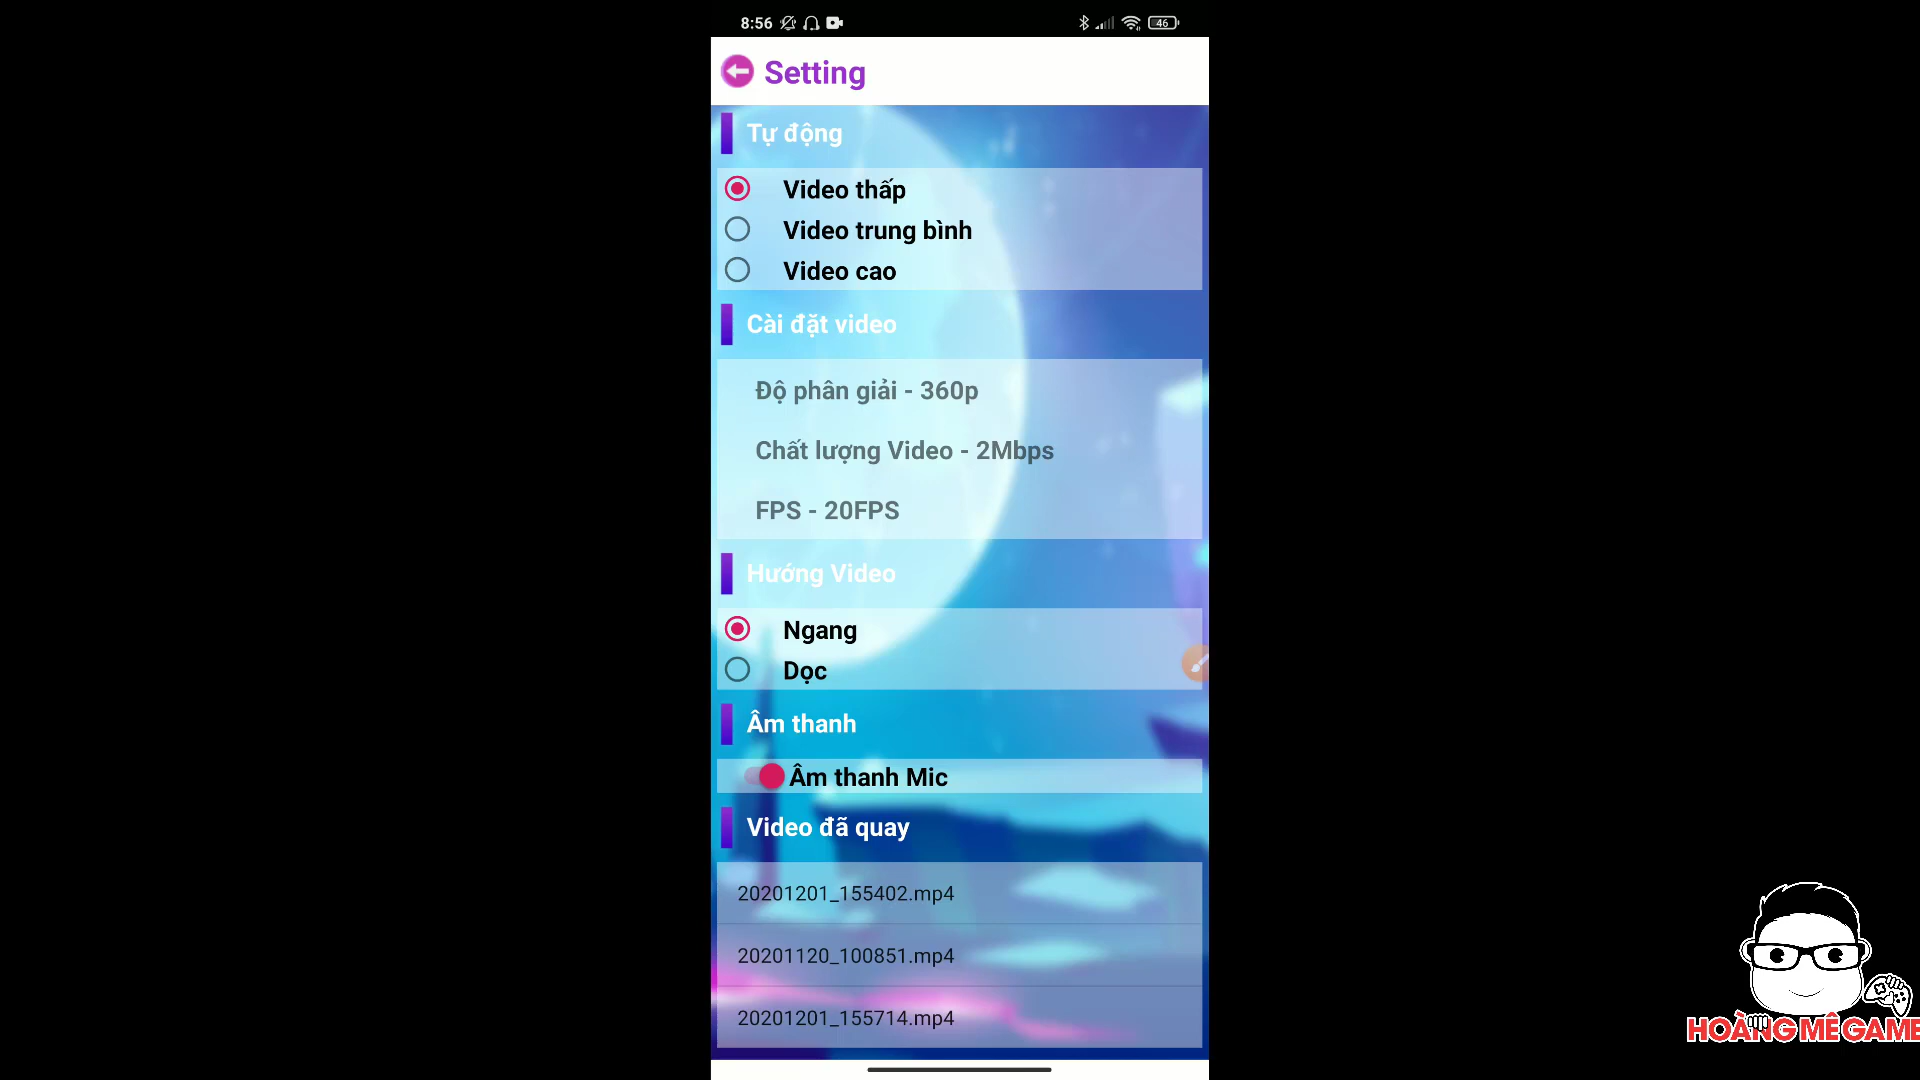 8:56
46
Setting
Tự động
Video thấp
Video trung bình
Video cao
Cài đặt video
Độ phân giải - 360p
Chất lượng Video - 2Mbps
FPS - 20FPS
Hướng Video
Ngang
Dọc
Âm thanh
Âm thanh Mic
Video đã quay
20201201_155402.mp4
20201120_100851.mp4
20201201_155714.mp4
HOÀNG MÊ GAME